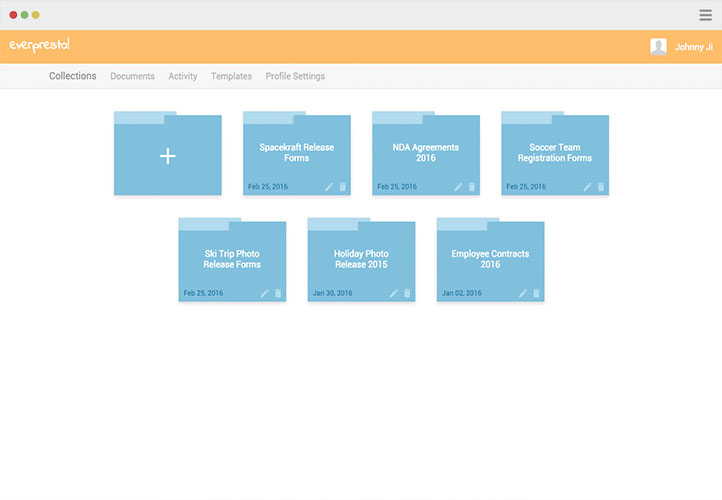 everpresto!
Johnny Ji
Collections Documents Activity Templates Profile Settings
+
Spacekraft Release
Forms
Feb 25, 2016
NDA Agreements
2016
Feb 25, 2016
Soccer Team
Registration Forms
Feb 25, 2016
Ski Trip Photo
Release Forms
Feb 25, 2016
Holiday Photo
Release 2015
Jan 30, 2016
Employee Contracts
2016
Jan 02, 2016